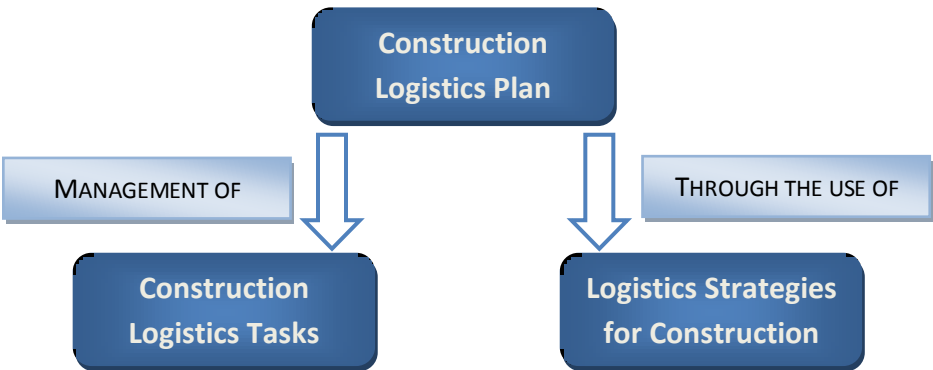 Construction
Logistics Plan
MANAGEMENT OF
THROUGH THE USE OF
Construction
Logistics Tasks
Logistics Strategies
for Construction